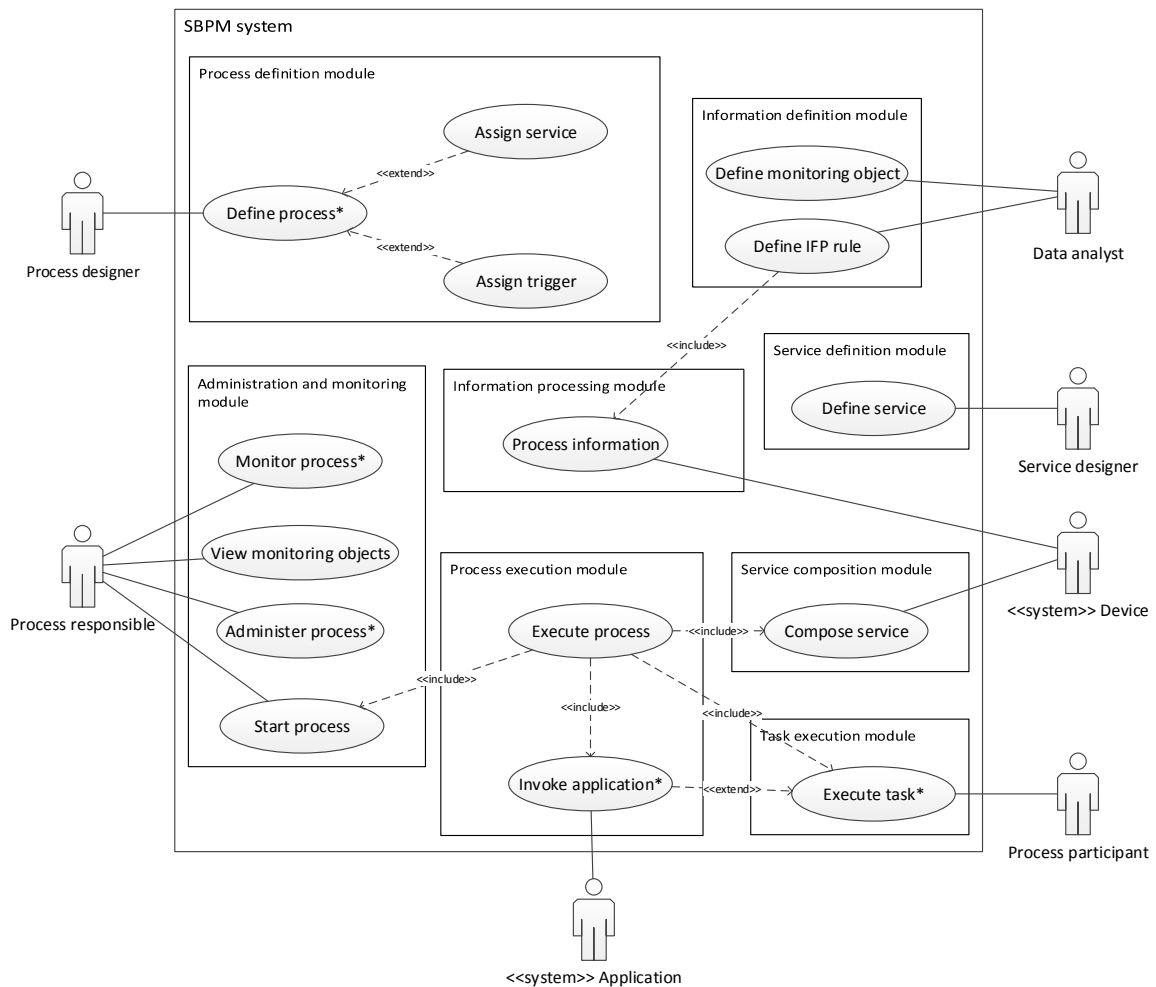 SBPM system
Process definition module
Assign service
<<extend>>
Define process*
<<extend>>
Assign trigger
Process designer
Information definition module
Define monitoring object
Define IFP rule
Data analyst
<<include>>
Service definition module
Define service
Service designer
Administration and monitoring
module
Monitor process*
View monitoring objects
Administer process*
Start process
Process responsible
Information processing module
Process information
Process execution module
Execute process
<<include>>
<<include>>
<<include>>
<<include>>
Invoke application*
<<extend>>
Service composition module
Compose service
<<system>> Device
Task execution module
Execute task*
Process participant
<<system>> Application